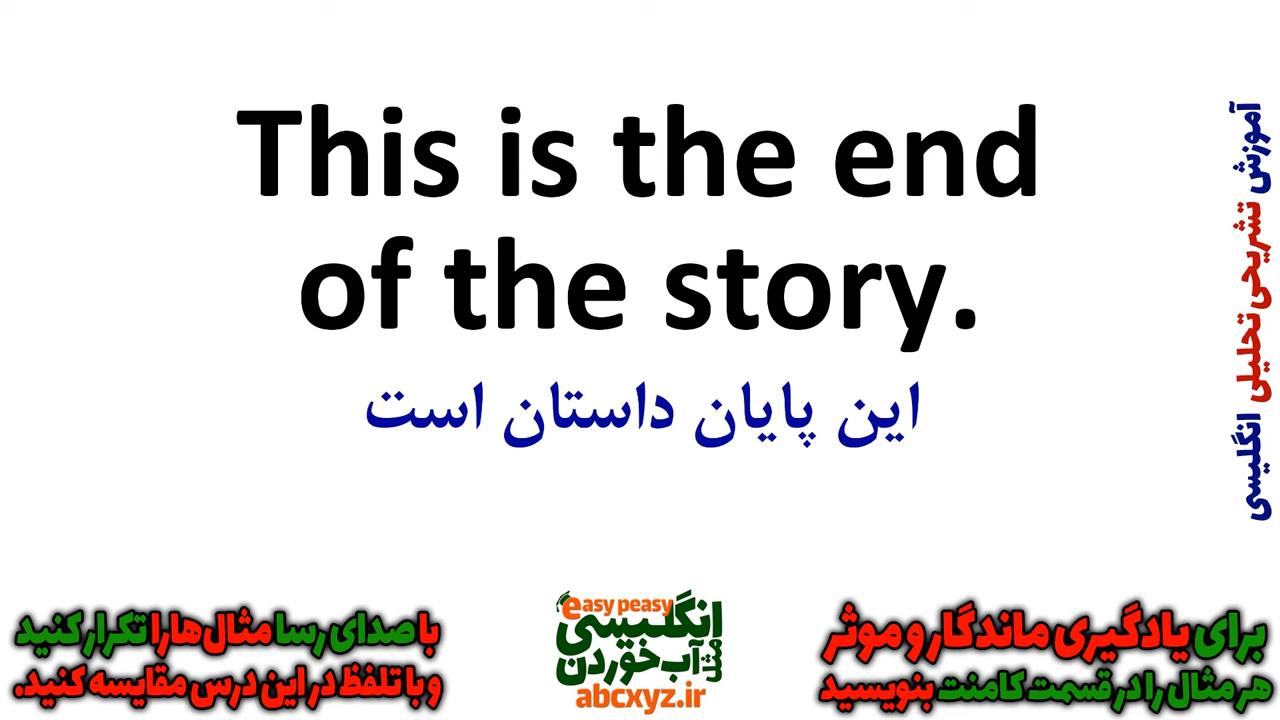 This is the end
of the story.
این پایان داستان است
آموزش تشریحی تحلیلی انگلیسی
برای یادگیری ماندگار و موثر
هر مثال را در قسمت کامنت بنویسید
easy peasy
انگلیسی
مثل
آب خوردن
abcxyz.ir
با صدای رسا مثال‌ها را تکرار کنید
و با تلفظ در این درس مقایسه کنید.